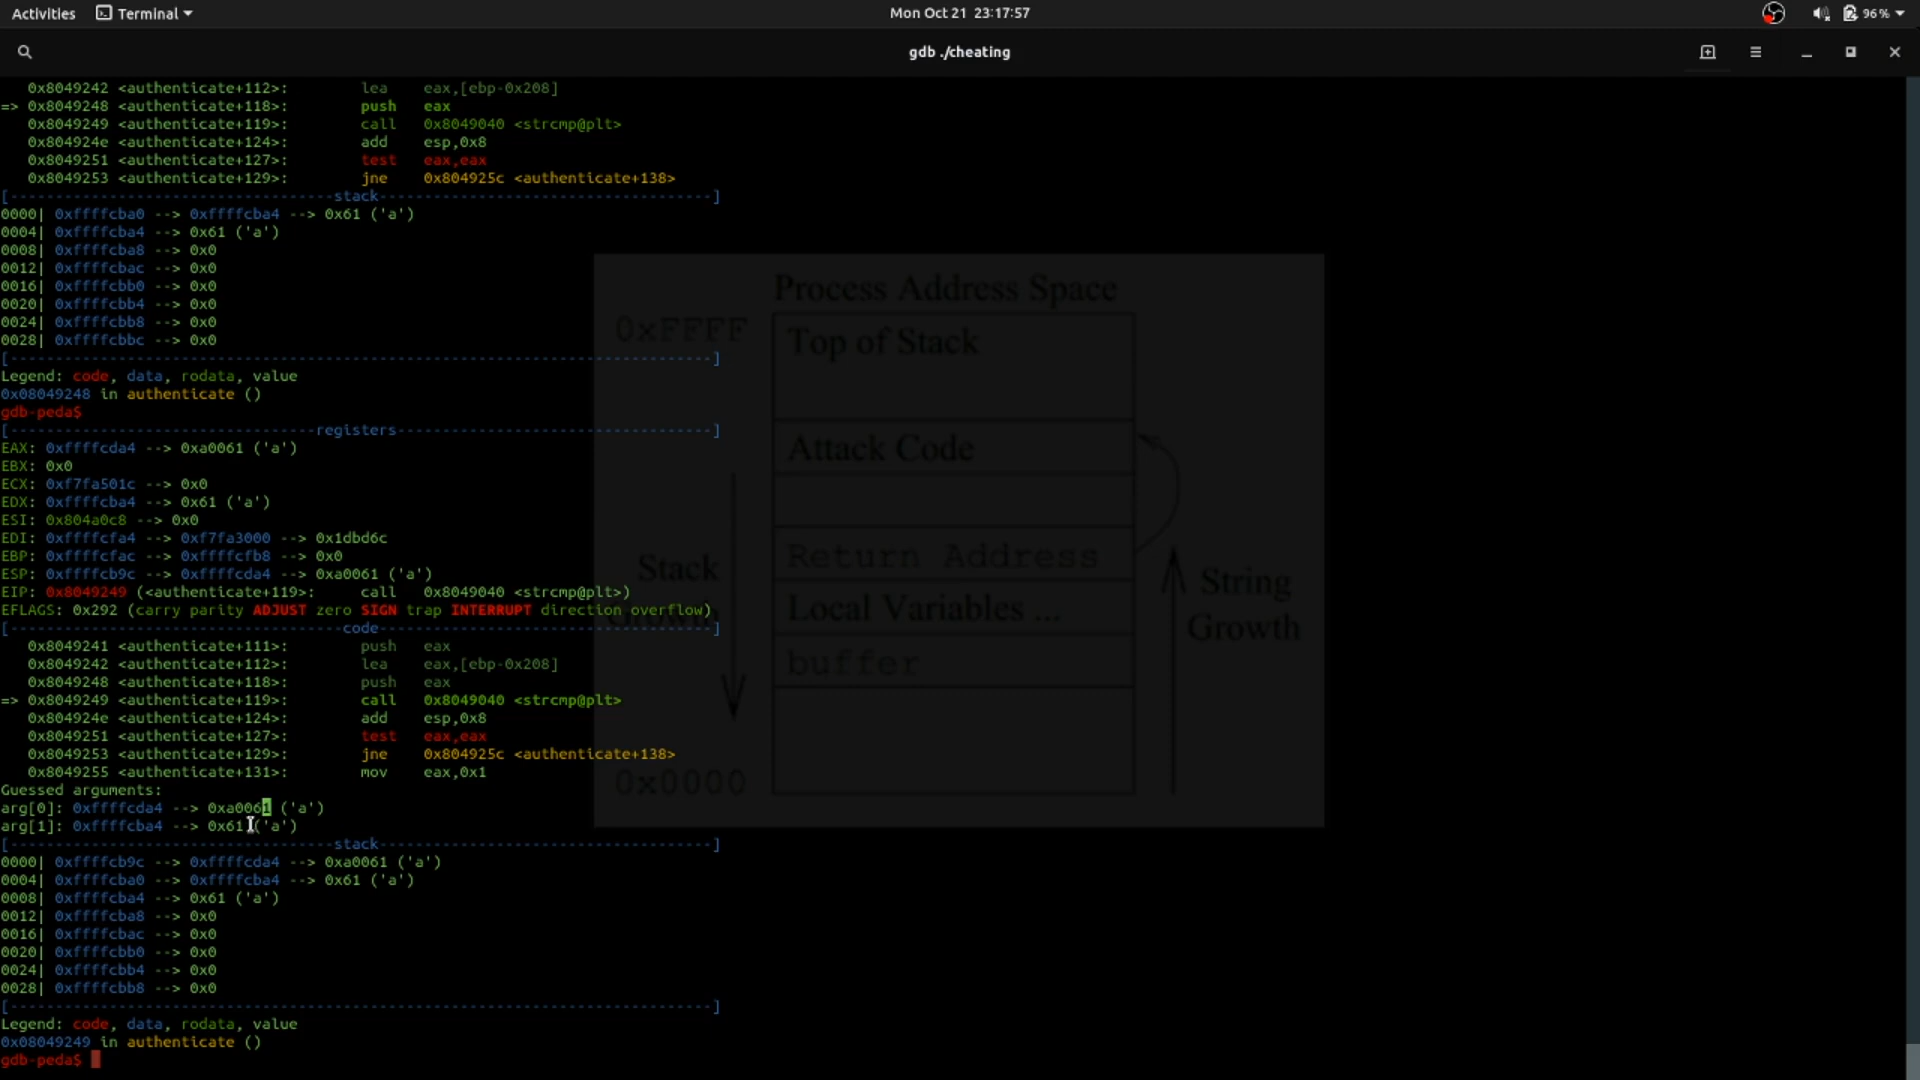 Activities Terminal Mon Oct 21 23:17:57 96%
gdb ./cheating
0x8049242 <authenticate+112>: lea eax,[ebp-0x208]
=> 0x8049248 <authenticate+118>: push eax
0x8049249 <authenticate+119>: call 0x8049040 <strcmp@plt>
0x804924e <authenticate+124>: add esp,0x8
0x8049251 <authenticate+127>: test eax,eax
0x8049253 <authenticate+129>: jne 0x804925c <authenticate+138>
[------------------------------------stack-------------------------------------]
0000| 0xffffcba0 --> 0xffffcba4 --> 0x61 ('a')
0004| 0xffffcba4 --> 0x61 ('a')
0008| 0xffffcba8 --> 0x0
0012| 0xffffcbac --> 0x0
0016| 0xffffcbb0 --> 0x0
0020| 0xffffcbb4 --> 0x0
0024| 0xffffcbb8 --> 0x0
0028| 0xffffcbbc --> 0x0
[------------------------------------------------------------------------------]
Legend: code, data, rodata, value
0x08049248 in authenticate ()
gdb-peda$
[----------------------------------registers-----------------------------------]
EAX: 0xffffcda4 --> 0xa0061 ('a')
EBX: 0x0
ECX: 0xf7fa501c --> 0x0
EDX: 0xffffcba4 --> 0x61 ('a')
ESI: 0x804a0c8 --> 0x0
EDI: 0xffffcfa4 --> 0xf7fa3000 --> 0x1dbd6c
EBP: 0xffffcfac --> 0xffffcfb8 --> 0x0
ESP: 0xffffcb9c --> 0xffffcda4 --> 0xa0061 ('a')
EIP: 0x8049249 (<authenticate+119>: call 0x8049040 <strcmp@plt>)
EFLAGS: 0x292 (carry parity ADJUST zero SIGN trap INTERRUPT direction overflow)
[-------------------------------------code-------------------------------------]
0x8049241 <authenticate+111>: push eax
0x8049242 <authenticate+112>: lea eax,[ebp-0x208]
0x8049248 <authenticate+118>: push eax
=> 0x8049249 <authenticate+119>: call 0x8049040 <strcmp@plt>
0x804924e <authenticate+124>: add esp,0x8
0x8049251 <authenticate+127>: test eax,eax
0x8049253 <authenticate+129>: jne 0x804925c <authenticate+138>
0x8049255 <authenticate+131>: mov eax,0x1
Guessed arguments:
arg[0]: 0xffffcda4 --> 0xa0061 ('a')
arg[1]: 0xffffcba4 --> 0x61 ('a')
[------------------------------------stack-------------------------------------]
0000| 0xffffcb9c --> 0xffffcda4 --> 0xa0061 ('a')
0004| 0xffffcba0 --> 0xffffcba4 --> 0x61 ('a')
0008| 0xffffcba4 --> 0x61 ('a')
0012| 0xffffcba8 --> 0x0
0016| 0xffffcbac --> 0x0
0020| 0xffffcbb0 --> 0x0
0024| 0xffffcbb4 --> 0x0
0028| 0xffffcbb8 --> 0x0
[------------------------------------------------------------------------------]
Legend: code, data, rodata, value
0x08049249 in authenticate ()
gdb-peda$
Process Address Space
0xFFFF
Top of Stack
Attack Code
Return Address
Stack
Growth
String
Growth
Local Variables ...
buffer
0x0000